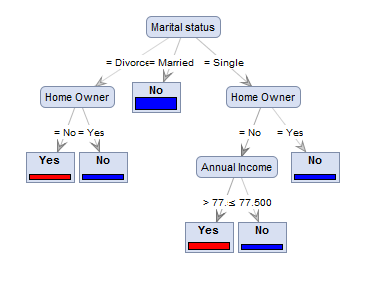 Marital status
= Divorce = Married = Single
Home Owner No Home Owner
= No = Yes = No = Yes
Yes No Annual Income No
> 77. ≤ 77.500
Yes No